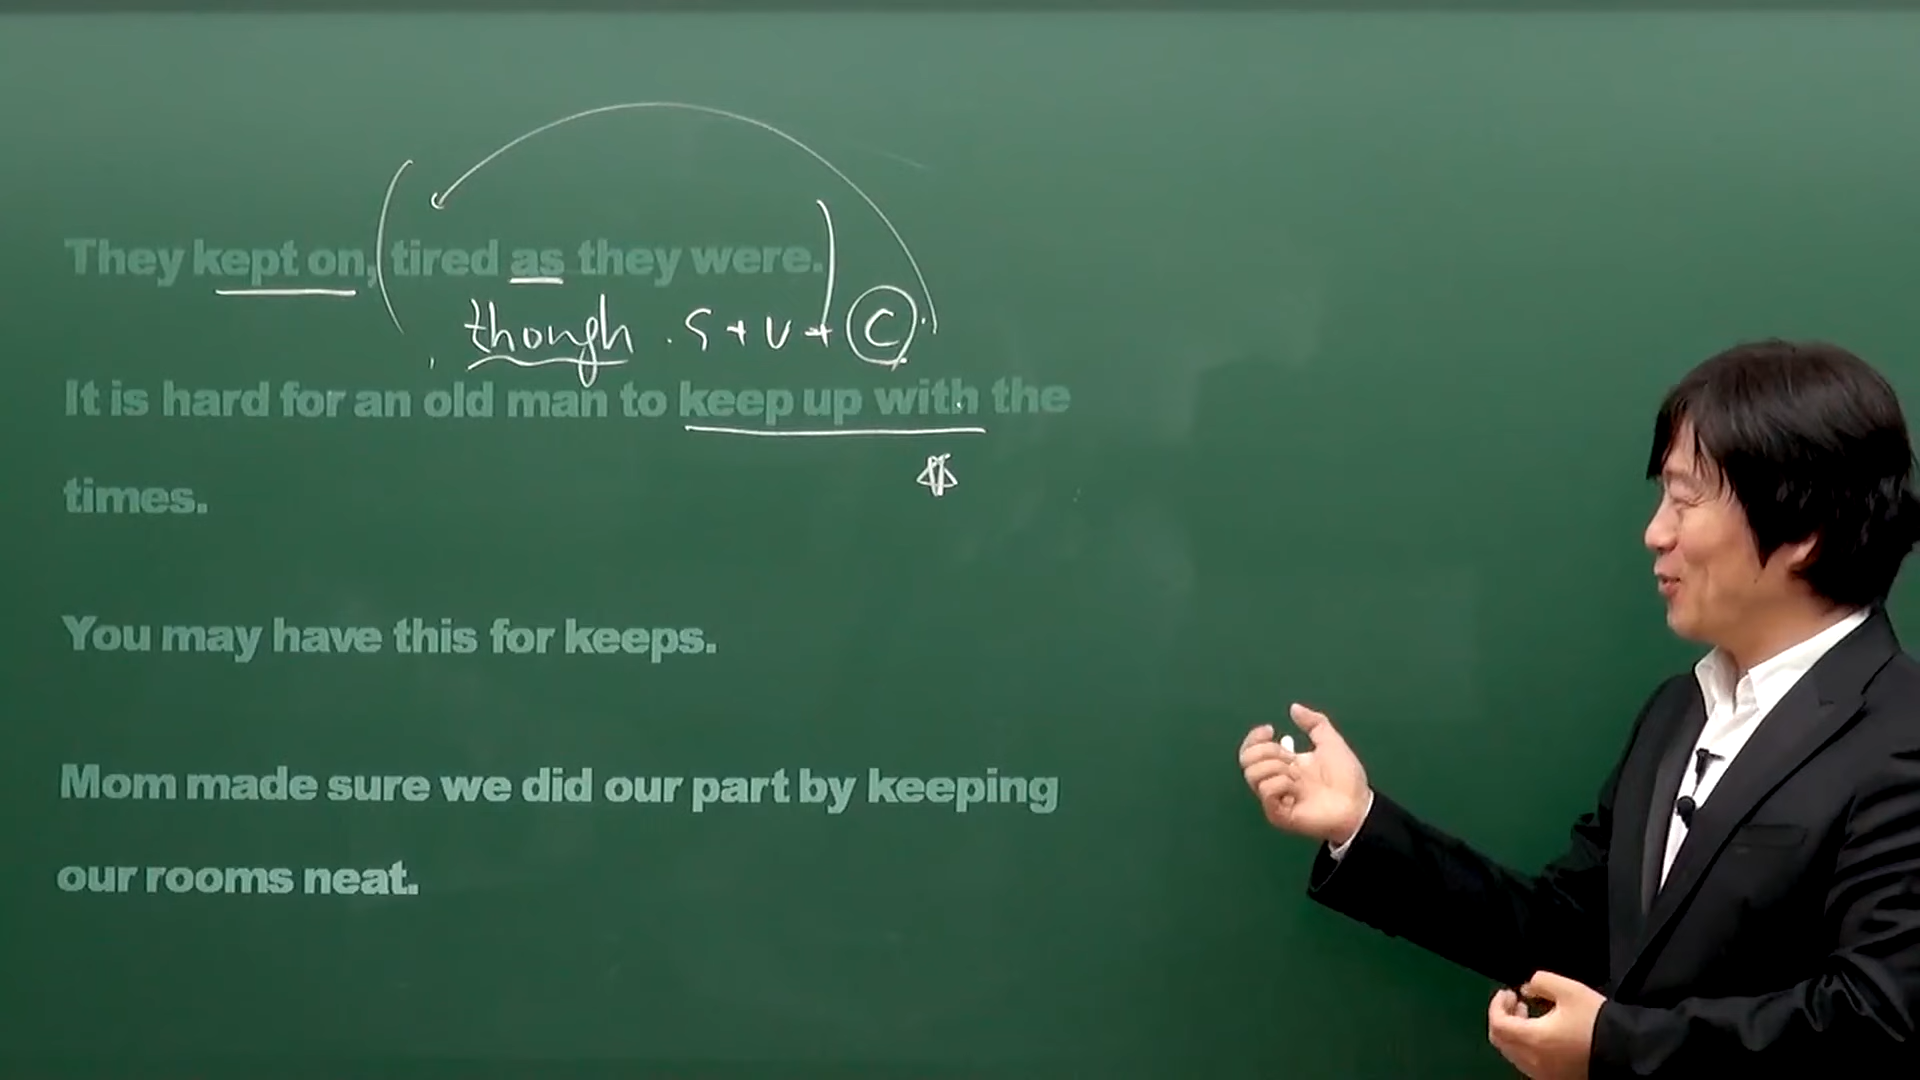 They kept on, tired as they were.
though . S + V + C .
It is hard for an old man to keep up with the
times.
You may have this for keeps.
Mom made sure we did our part by keeping
our rooms neat.